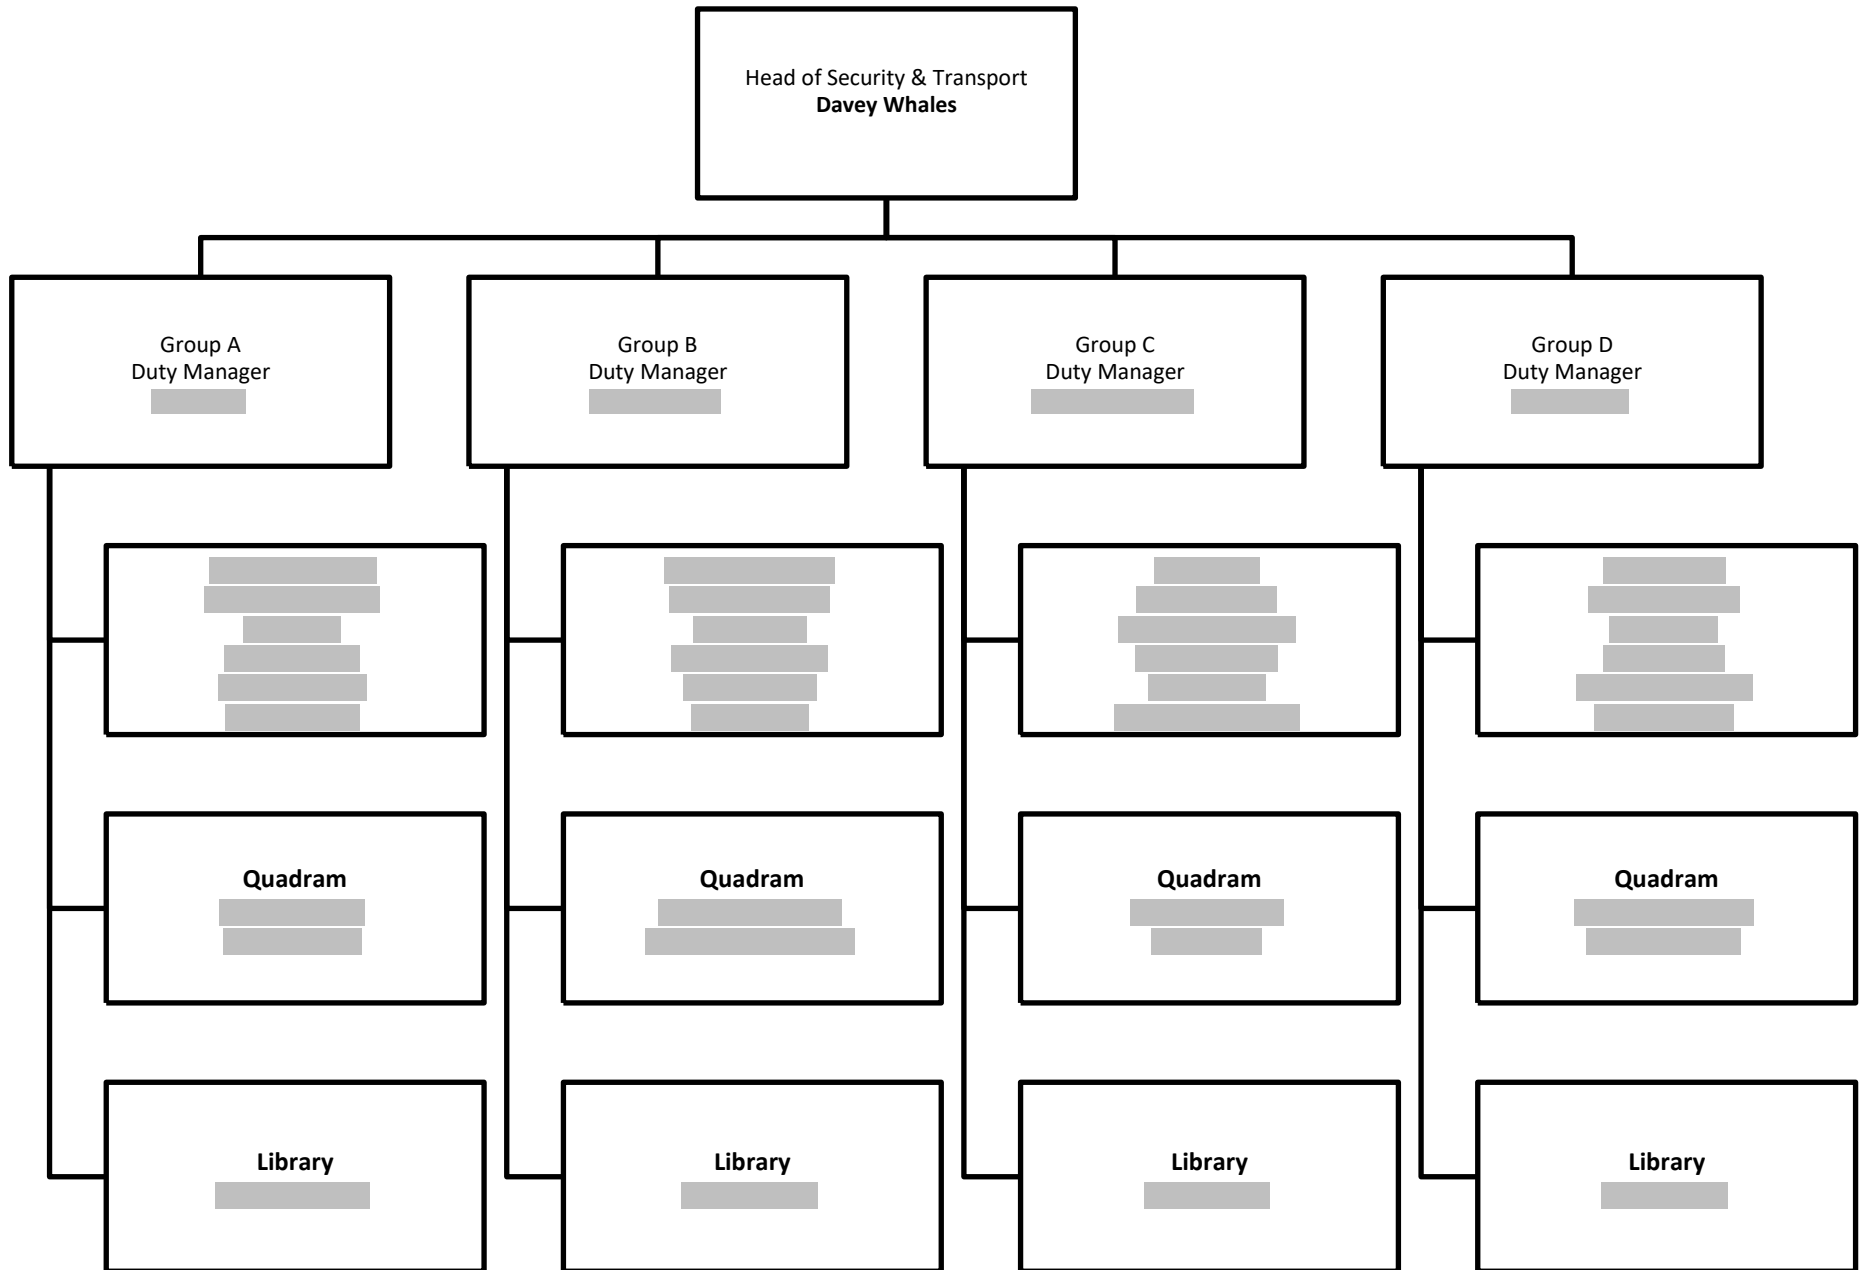 Head of Security & Transport
Davey Whales
Group A
Duty Manager
Group B
Duty Manager
Group C
Duty Manager
Group D
Duty Manager
Quadram
Quadram
Quadram
Quadram
Library
Library
Library
Library